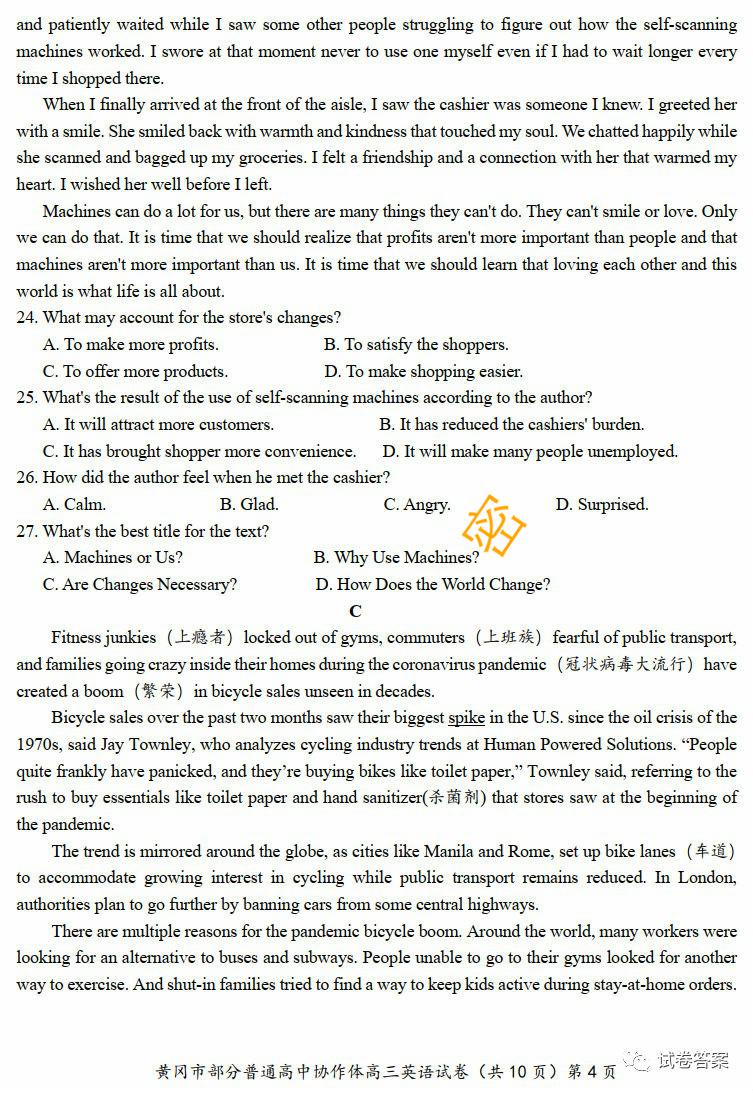 and patiently waited while I saw some other people struggling to figure out how the self-scanning
machines worked. I swore at that moment never to use one myself even if I had to wait longer every
time I shopped there.
When I finally arrived at the front of the aisle, I saw the cashier was someone I knew. I greeted her
with a smile. She smiled back with warmth and kindness that touched my soul. We chatted happily while
she scanned and bagged up my groceries. I felt a friendship and a connection with her that warmed my
heart. I wished her well before I left.
Machines can do a lot for us, but there are many things they can't do. They can't smile or love. Only
we can do that. It is time that we should realize that profits aren't more important than people and that
machines aren't more important than us. It is time that we should learn that loving each other and this
world is what life is all about.
24. What may account for the store's changes?
A. To make more profits. B. To satisfy the shoppers.
C. To offer more products. D. To make shopping easier.
25. What's the result of the use of self-scanning machines according to the author?
A. It will attract more customers. B. It has reduced the cashiers' burden.
C. It has brought shopper more convenience. D. It will make many people unemployed.
26. How did the author feel when he met the cashier?
A. Calm. B. Glad. C. Angry. D. Surprised.
密
27. What's the best title for the text?
A. Machines or Us? B. Why Use Machines?
C. Are Changes Necessary? D. How Does the World Change?
C
Fitness junkies（上瘾者）locked out of gyms, commuters（上班族）fearful of public transport,
and families going crazy inside their homes during the coronavirus pandemic（冠状病毒大流行）have
created a boom（繁荣）in bicycle sales unseen in decades.
Bicycle sales over the past two months saw their biggest spike in the U.S. since the oil crisis of the
1970s, said Jay Townley, who analyzes cycling industry trends at Human Powered Solutions. “People
quite frankly have panicked, and they’re buying bikes like toilet paper,” Townley said, referring to the
rush to buy essentials like toilet paper and hand sanitizer(杀菌剂) that stores saw at the beginning of
the pandemic.
The trend is mirrored around the globe, as cities like Manila and Rome, set up bike lanes（车道）
to accommodate growing interest in cycling while public transport remains reduced. In London,
authorities plan to go further by banning cars from some central highways.
There are multiple reasons for the pandemic bicycle boom. Around the world, many workers were
looking for an alternative to buses and subways. People unable to go to their gyms looked for another
way to exercise. And shut-in families tried to find a way to keep kids active during stay-at-home orders.
黄冈市部分普通高中协作体高三英语试卷（共 10 页）第 4 页
试卷答案